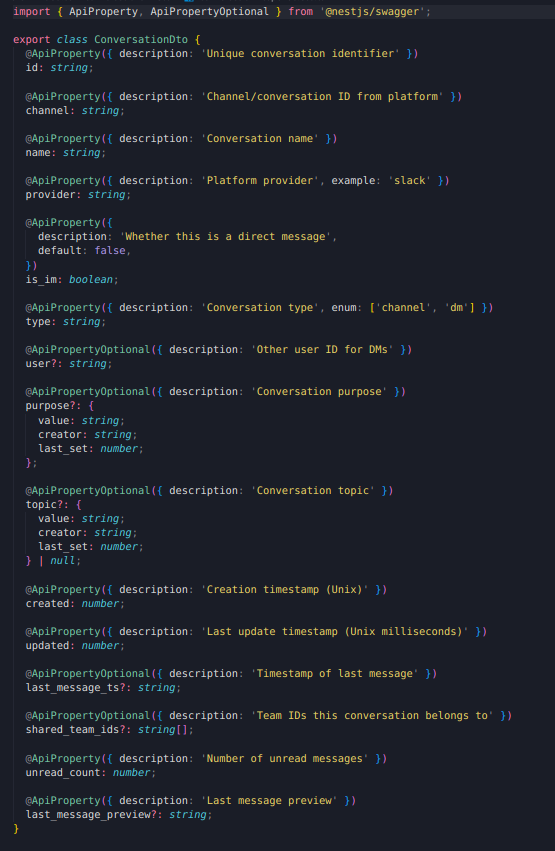 import { ApiProperty, ApiPropertyOptional } from '@nestjs/swagger';

export class ConversationDto {
  @ApiProperty({ description: 'Unique conversation identifier' })
  id: string;

  @ApiProperty({ description: 'Channel/conversation ID from platform' })
  channel: string;

  @ApiProperty({ description: 'Conversation name' })
  name: string;

  @ApiProperty({ description: 'Platform provider', example: 'slack' })
  provider: string;

  @ApiProperty({
    description: 'Whether this is a direct message',
    default: false,
  })
  is_im: boolean;

  @ApiProperty({ description: 'Conversation type', enum: ['channel', 'dm'] })
  type: string;

  @ApiPropertyOptional({ description: 'Other user ID for DMs' })
  user?: string;

  @ApiPropertyOptional({ description: 'Conversation purpose' })
  purpose?: {
    value: string;
    creator: string;
    last_set: number;
  };

  @ApiPropertyOptional({ description: 'Conversation topic' })
  topic?: {
    value: string;
    creator: string;
    last_set: number;
  } | null;

  @ApiProperty({ description: 'Creation timestamp (Unix)' })
  created: number;

  @ApiProperty({ description: 'Last update timestamp (Unix milliseconds)' })
  updated: number;

  @ApiPropertyOptional({ description: 'Timestamp of last message' })
  last_message_ts?: string;

  @ApiPropertyOptional({ description: 'Team IDs this conversation belongs to' })
  shared_team_ids?: string[];

  @ApiProperty({ description: 'Number of unread messages' })
  unread_count: number;

  @ApiProperty({ description: 'Last message preview' })
  last_message_preview?: string;
}